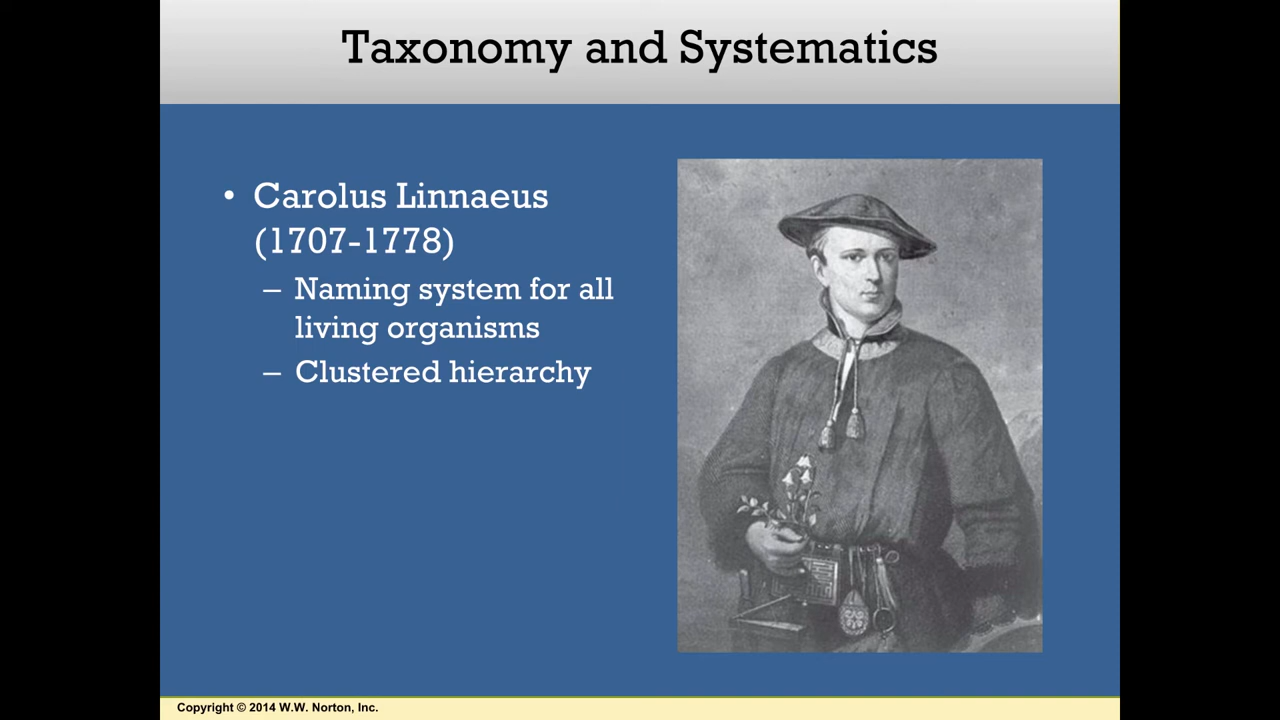 Taxonomy and Systematics
• Carolus Linnaeus
(1707-1778)
– Naming system for all
living organisms
– Clustered hierarchy
Copyright © 2014 W.W. Norton, Inc.